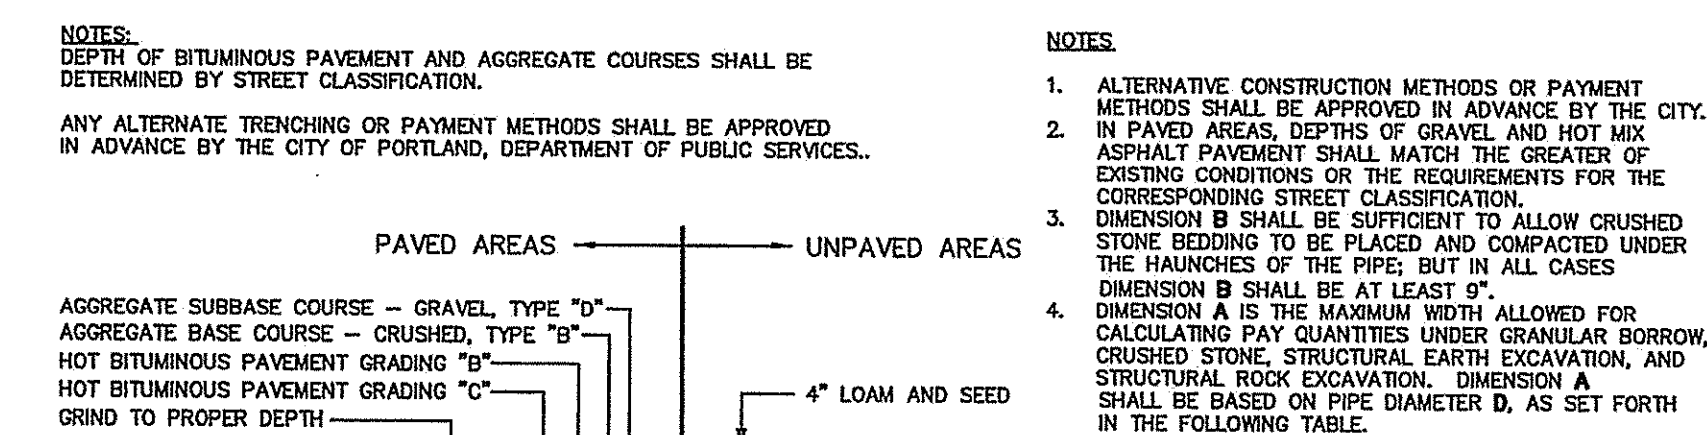 NOTES:
DEPTH OF BITUMINOUS PAVEMENT AND AGGREGATE COURSES SHALL BE
DETERMINED BY STREET CLASSIFICATION.
ANY ALTERNATE TRENCHING OR PAYMENT METHODS SHALL BE APPROVED
IN ADVANCE BY THE CITY OF PORTLAND, DEPARTMENT OF PUBLIC SERVICES..
PAVED AREAS
UNPAVED AREAS
AGGREGATE SUBBASE COURSE – GRAVEL, TYPE "D"
AGGREGATE BASE COURSE – CRUSHED, TYPE "B"
HOT BITUMINOUS PAVEMENT GRADING "B"
HOT BITUMINOUS PAVEMENT GRADING "C"
GRIND TO PROPER DEPTH
4" LOAM AND SEED
NOTES
1. ALTERNATIVE CONSTRUCTION METHODS OR PAYMENT
METHODS SHALL BE APPROVED IN ADVANCE BY THE CITY.
2. IN PAVED AREAS, DEPTHS OF GRAVEL AND HOT MIX
ASPHALT PAVEMENT SHALL MATCH THE GREATER OF
EXISTING CONDITIONS OR THE REQUIREMENTS FOR THE
CORRESPONDING STREET CLASSIFICATION.
3. DIMENSION B SHALL BE SUFFICIENT TO ALLOW CRUSHED
STONE BEDDING TO BE PLACED AND COMPACTED UNDER
THE HAUNCHES OF THE PIPE; BUT IN ALL CASES
DIMENSION B SHALL BE AT LEAST 9".
4. DIMENSION A IS THE MAXIMUM WIDTH ALLOWED FOR
CALCULATING PAY QUANTITIES UNDER GRANULAR BORROW,
CRUSHED STONE, STRUCTURAL EARTH EXCAVATION, AND
STRUCTURAL ROCK EXCAVATION. DIMENSION A
SHALL BE BASED ON PIPE DIAMETER D, AS SET FORTH
IN THE FOLLOWING TABLE.